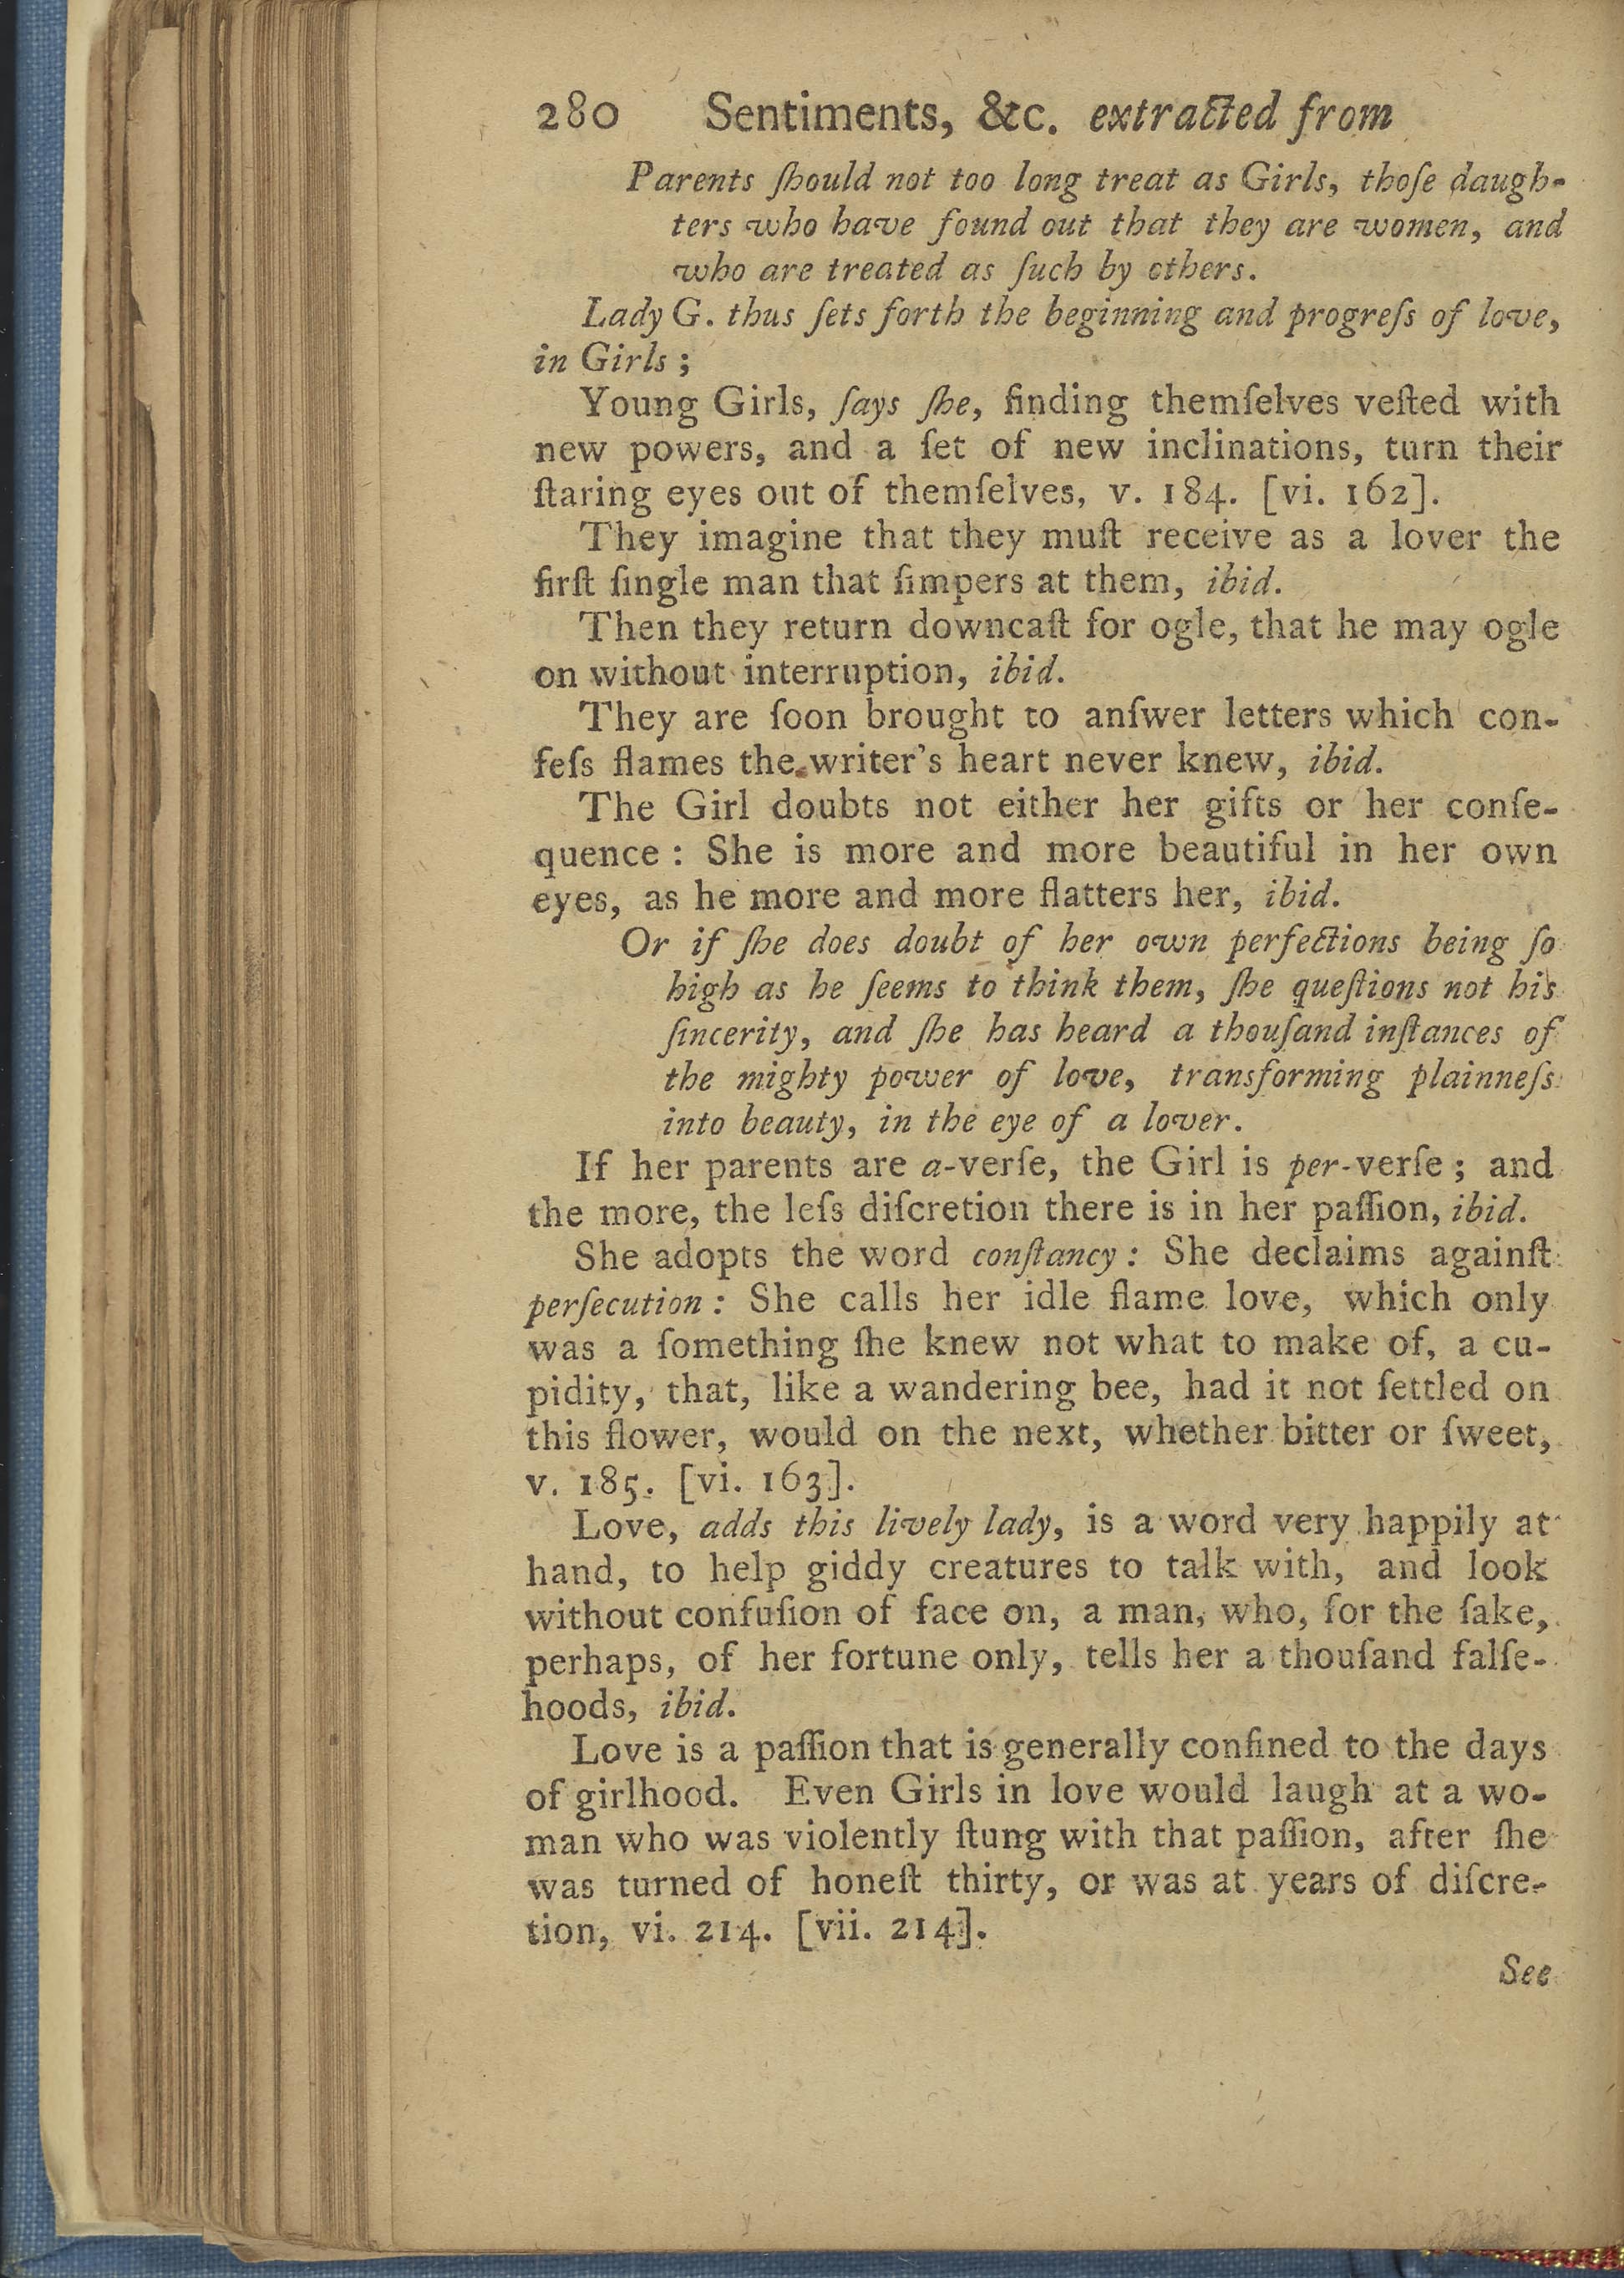 280 Sentiments, &c. extracted from
Parents ſhould not too long treat as Girls, thoſe daugh-
ters who have found out that they are women, and
who are treated as ſuch by others.
Lady G. thus ſets forth the beginning and progreſs of love,
in Girls ;
Young Girls, ſays ſhe, finding themſelves veſted with
new powers, and a ſet of new inclinations, turn their
ſtaring eyes out of themſelves, v. 184. [vi. 162].
They imagine that they muſt receive as a lover the
firſt ſingle man that ſimpers at them, ibid.
Then they return downcaſt for ogle, that he may ogle
on without interruption, ibid.
They are ſoon brought to anſwer letters which con-
feſs flames the writer's heart never knew, ibid.
The Girl doubts not either her gifts or her conſe-
quence : She is more and more beautiful in her own
eyes, as he more and more flatters her, ibid.
Or if ſhe does doubt of her own perfections being ſo
high as he ſeems to think them, ſhe queſtions not his
ſincerity, and ſhe has heard a thouſand inſtances of
the mighty power of love, transforming plainneſs
into beauty, in the eye of a lover.
If her parents are a-verſe, the Girl is per-verſe ; and
the more, the leſs diſcretion there is in her paſſion, ibid.
She adopts the word conſtancy : She declaims againſt
perſecution : She calls her idle flame love, which only
was a ſomething ſhe knew not what to make of, a cu-
pidity, that, like a wandering bee, had it not ſettled on
this flower, would on the next, whether bitter or ſweet,
v. 185. [vi. 163].
Love, adds this lively lady, is a word very happily at
hand, to help giddy creatures to talk with, and look
without confuſion of face on, a man, who, for the ſake,
perhaps, of her fortune only, tells her a thouſand falſe-
hoods, ibid.
Love is a paſſion that is generally confined to the days
of girlhood. Even Girls in love would laugh at a wo-
man who was violently ſtung with that paſſion, after ſhe
was turned of honeſt thirty, or was at years of diſcre-
tion, vi. 214. [vii. 214].
See